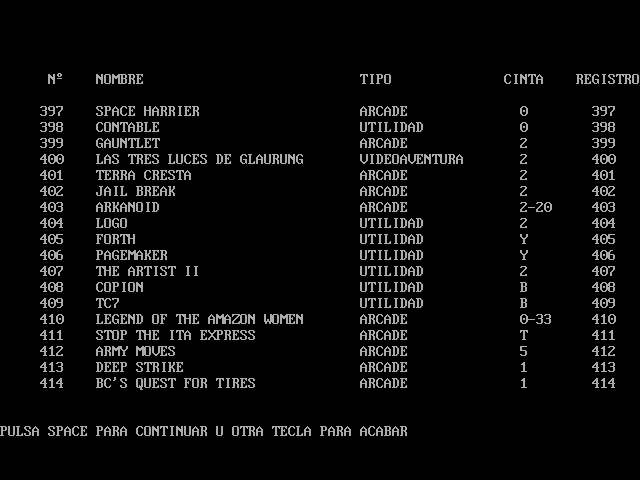 Nº NOMBRE TIPO CINTA REGISTRO
397 SPACE HARRIER ARCADE 0 397
398 CONTABLE UTILIDAD 0 398
399 GAUNTLET ARCADE 2 399
400 LAS TRES LUCES DE GLAURUNG VIDEOAVENTURA 2 400
401 TERRA CRESTA ARCADE 2 401
402 JAIL BREAK ARCADE 2 402
403 ARKANOID ARCADE 2-20 403
404 LOGO UTILIDAD 2 404
405 FORTH UTILIDAD Y 405
406 PAGEMAKER UTILIDAD Y 406
407 THE ARTIST II UTILIDAD 2 407
408 COPION UTILIDAD B 408
409 TC7 UTILIDAD B 409
410 LEGEND OF THE AMAZON WOMEN ARCADE 0-33 410
411 STOP THE ITA EXPRESS ARCADE T 411
412 ARMY MOVES ARCADE 5 412
413 DEEP STRIKE ARCADE 1 413
414 BC'S QUEST FOR TIRES ARCADE 1 414
PULSA SPACE PARA CONTINUAR U OTRA TECLA PARA ACABAR